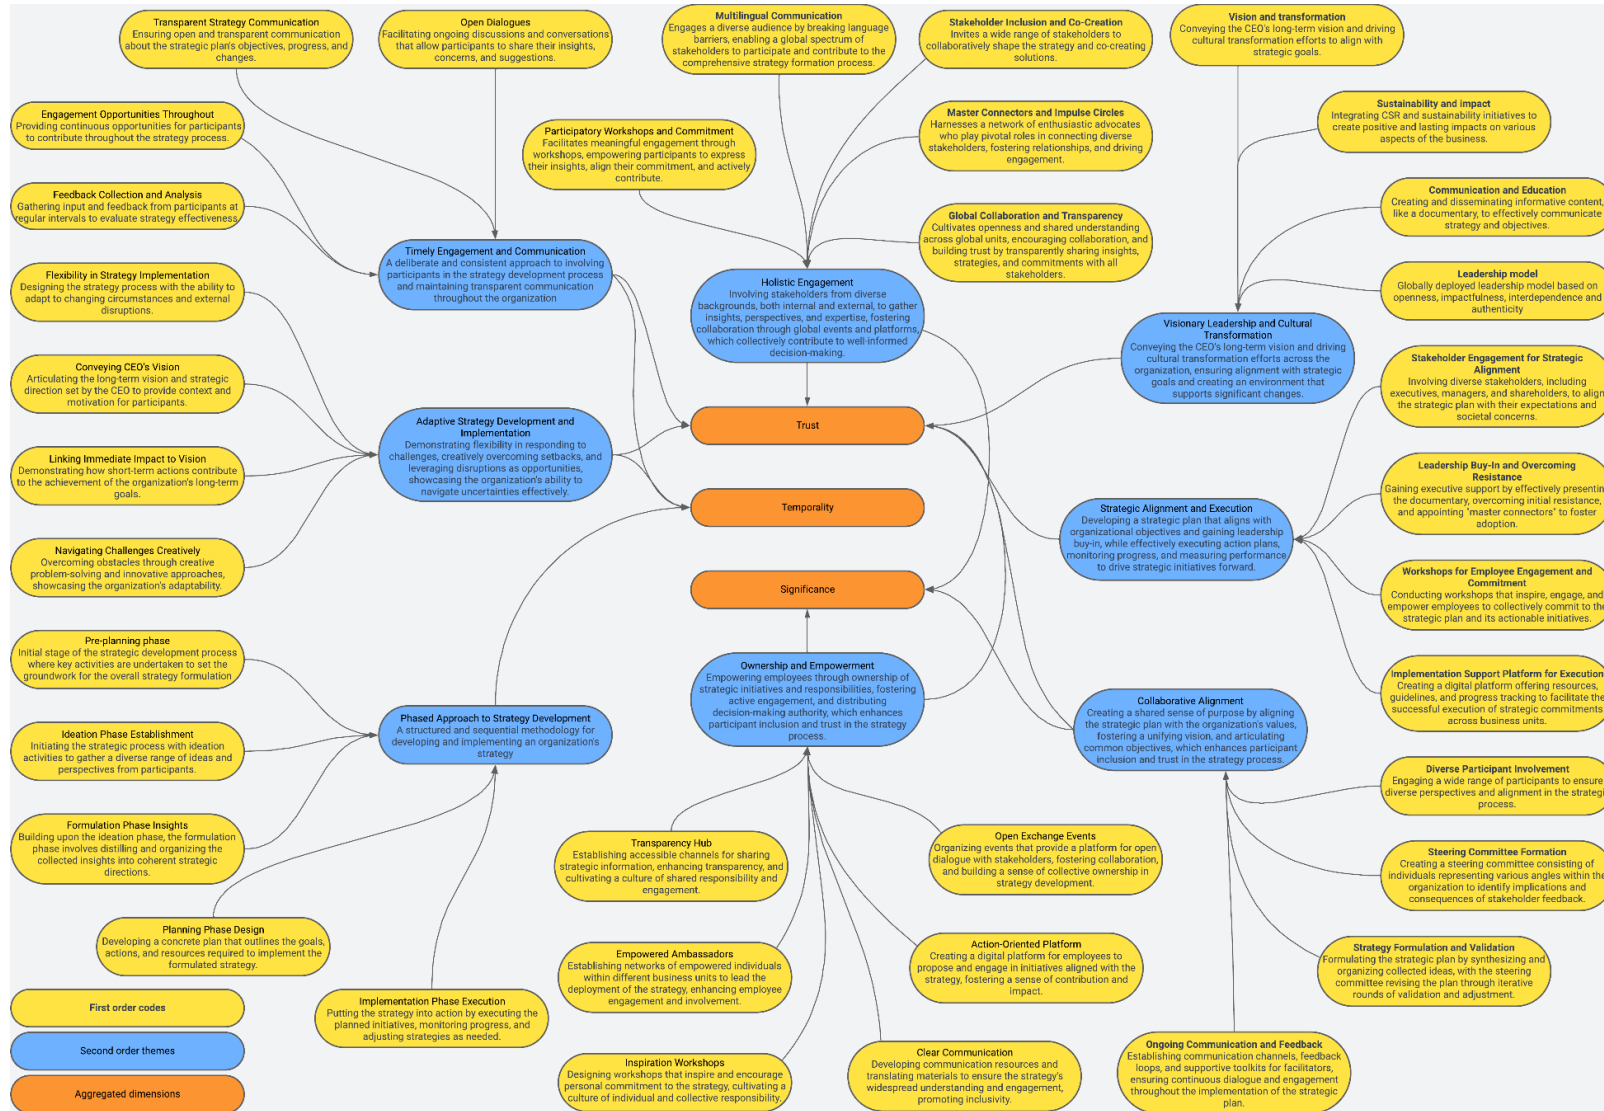 Transparent Strategy Communication
Ensuring open and transparent communication
about the strategic plan's objectives, progress, and
changes.
Open Dialogues
Facilitating ongoing discussions and conversations
that allow participants to share their insights,
concerns, and suggestions.
Multilingual Communication
Engages a diverse audience by breaking language
barriers, enabling a global spectrum of
stakeholders to participate and contribute to the
comprehensive strategy formation process.
Stakeholder Inclusion and Co-Creation
Invites a wide range of stakeholders to
collaboratively shape the strategy and co-creating
solutions.
Vision and transformation
Conveying the CEO's long-term vision and driving
cultural transformation efforts to align with
strategic goals.
Engagement Opportunities Throughout
Providing continuous opportunities for participants
to contribute throughout the strategy process.
Participatory Workshops and Commitment
Facilitates meaningful engagement through
workshops, empowering participants to express
their insights, align their commitment, and actively
contribute.
Master Connectors and Impulse Circles
Harnesses a network of enthusiastic advocates
who play pivotal roles in connecting diverse
stakeholders, fostering relationships, and driving
engagement.
Sustainability and impact
Integrating CSR and sustainability initiatives to
create positive and lasting impacts on various
aspects of the business.
Feedback Collection and Analysis
Gathering input and feedback from participants at
regular intervals to evaluate strategy effectiveness
Communication and Education
Creating and disseminating informative content,
like a documentary, to effectively communicate
strategy and objectives.
Global Collaboration and Transparency
Cultivates openness and shared understanding
across global units, encouraging collaboration, and
building trust by transparently sharing insights,
strategies, and commitments with all
stakeholders.
Timely Engagement and Communication
A deliberate and consistent approach to involving
participants in the strategy development process
and maintaining transparent communication
throughout the organization
Flexibility in Strategy Implementation
Designing the strategy process with the ability to
adapt to changing circumstances and external
disruptions.
Holistic Engagement
Involving stakeholders from diverse
backgrounds, both internal and external, to gather
insights, perspectives, and expertise, fostering
collaboration through global events and platforms,
which collectively contribute to well-informed
decision-making.
Leadership model
Globally deployed leadership model based on
openness, impactfulness, interdependence and
authenticity
Visionary Leadership and Cultural
Transformation
Conveying the CEO's long-term vision and driving
cultural transformation efforts across the
organization, ensuring alignment with strategic
goals and creating an environment that
supports significant changes.
Conveying CEO's Vision
Articulating the long-term vision and strategic
direction set by the CEO to provide context and
motivation for participants.
Stakeholder Engagement for Strategic
Alignment
Involving diverse stakeholders, including
executives, managers, and shareholders, to align
the strategic plan with their expectations and
societal concerns.
Adaptive Strategy Development and
Implementation
Demonstrating flexibility in responding to
challenges, creatively overcoming setbacks, and
leveraging disruptions as opportunities,
showcasing the organization's ability to
navigate uncertainties effectively.
Trust
Linking Immediate Impact to Vision
Demonstrating how short-term actions contribute
to the achievement of the organization's long-term
goals.
Leadership Buy-In and Overcoming
Resistance
Gaining executive support by effectively presentin
the documentary, overcoming initial resistance,
and appointing "master connectors" to foster
adoption.
Temporality
Strategic Alignment and Execution
Developing a strategic plan that aligns with
organizational objectives and gaining leadership
buy-in, while effectively executing action plans,
monitoring progress, and measuring performance
to drive strategic initiatives forward.
Navigating Challenges Creatively
Overcoming obstacles through creative
problem-solving and innovative approaches,
showcasing the organization's adaptability.
Significance
Workshops for Employee Engagement and
Commitment
Conducting workshops that inspire, engage, and
empower employees to collectively commit to the
strategic plan and its actionable initiatives.
Pre-planning phase
Initial stage of the strategic development process
where key activities are undertaken to set the
groundwork for the overall strategy formulation
Ownership and Empowerment
Empowering employees through ownership of
strategic initiatives and responsibilities, fostering
active engagement, and distributing
decision-making authority, which enhances
participant inclusion and trust in the strategy
process.
Implementation Support Platform for Execution
Creating a digital platform offering resources,
guidelines, and progress tracking to facilitate the
successful execution of strategic commitments
across business units.
Phased Approach to Strategy Development
A structured and sequential methodology for
developing and implementing an organization's
strategy
Collaborative Alignment
Creating a shared sense of purpose by aligning
the strategic plan with the organization's values,
fostering a unifying vision, and articulating
common objectives, which enhances participant
inclusion and trust in the strategy process.
Ideation Phase Establishment
Initiating the strategic process with ideation
activities to gather a diverse range of ideas and
perspectives from participants.
Diverse Participant Involvement
Engaging a wide range of participants to ensure
diverse perspectives and alignment in the strategi
process.
Formulation Phase Insights
Building upon the ideation phase, the formulation
phase involves distilling and organizing the
collected insights into coherent strategic
directions.
Transparency Hub
Establishing accessible channels for sharing
strategic information, enhancing transparency, and
cultivating a culture of shared responsibility and
engagement.
Open Exchange Events
Organizing events that provide a platform for open
dialogue with stakeholders, fostering collaboration,
and building a sense of collective ownership in
strategy development.
Steering Committee Formation
Creating a steering committee consisting of
individuals representing various angles within the
organization to identify implications and
consequences of stakeholder feedback.
Planning Phase Design
Developing a concrete plan that outlines the goals,
actions, and resources required to implement the
formulated strategy.
Empowered Ambassadors
Establishing networks of empowered individuals
within different business units to lead the
deployment of the strategy, enhancing employee
engagement and involvement.
Action-Oriented Platform
Creating a digital platform for employees to
propose and engage in initiatives aligned with the
strategy, fostering a sense of contribution and
impact.
Strategy Formulation and Validation
Formulating the strategic plan by synthesizing and
organizing collected ideas, with the steering
committee revising the plan through iterative
rounds of validation and adjustment.
First order codes
Implementation Phase Execution
Putting the strategy into action by executing the
planned initiatives, monitoring progress, and
adjusting strategies as needed.
Second order themes
Inspiration Workshops
Designing workshops that inspire and encourage
personal commitment to the strategy, cultivating a
culture of individual and collective responsibility.
Clear Communication
Developing communication resources and
translating materials to ensure the strategy's
widespread understanding and engagement,
promoting inclusivity.
Ongoing Communication and Feedback
Establishing communication channels, feedback
loops, and supportive toolkits for facilitators,
ensuring continuous dialogue and engagement
throughout the implementation of the strategic
plan.
Aggregated dimensions